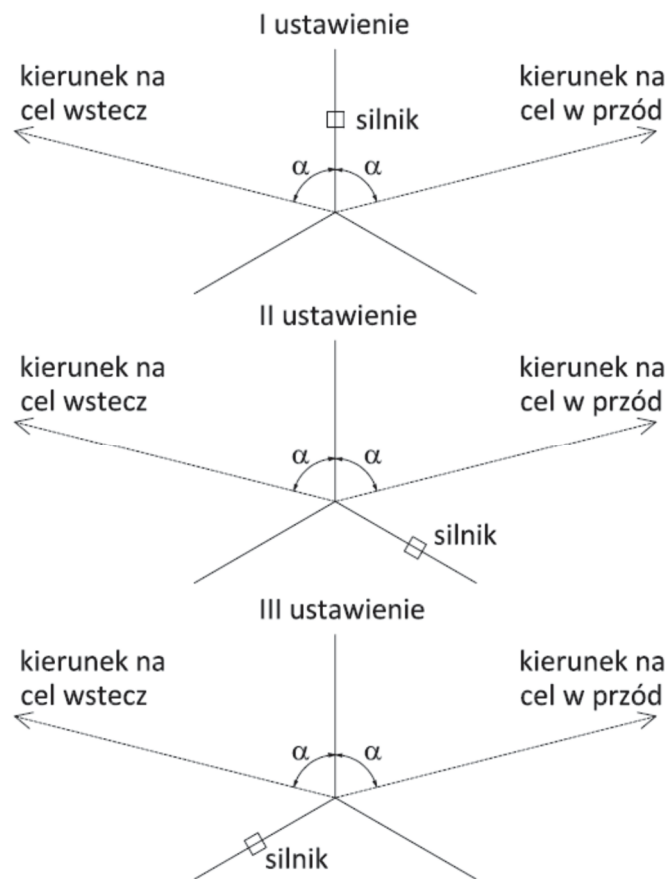 I ustawienie
kierunek na
cel wstecz
kierunek na
cel w przód
silnik
α
α
II ustawienie
kierunek na
cel wstecz
kierunek na
cel w przód
α
α
silnik
III ustawienie
kierunek na
cel wstecz
kierunek na
cel w przód
α
α
silnik